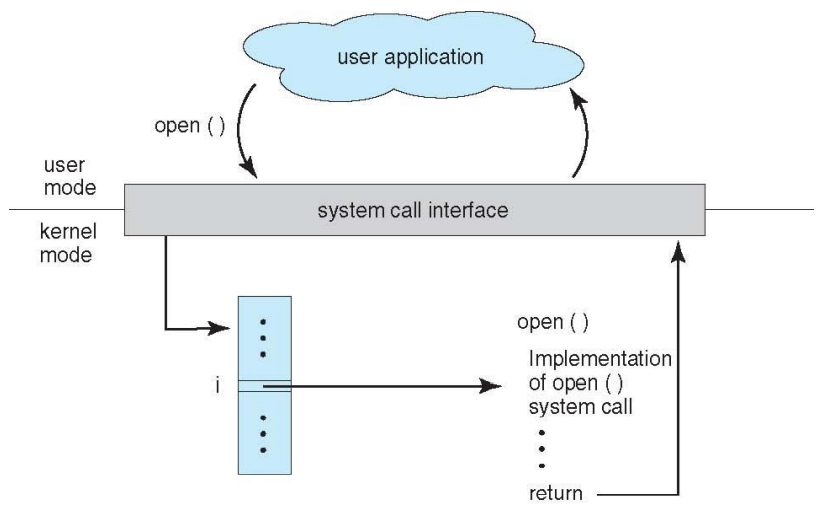 user application
open ( )
user
mode
system call interface
kernel
mode
open ( )
i
Implementation
of open ( )
system call
return